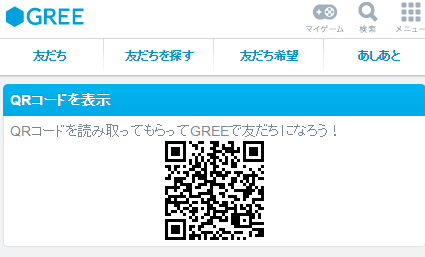 GREE
マイゲーム 検索 メニュー
友だち 友だちを探す 友だち希望 あしあと
QRコードを表示
QRコードを読み取ってもらってGREEで友だちになろう！